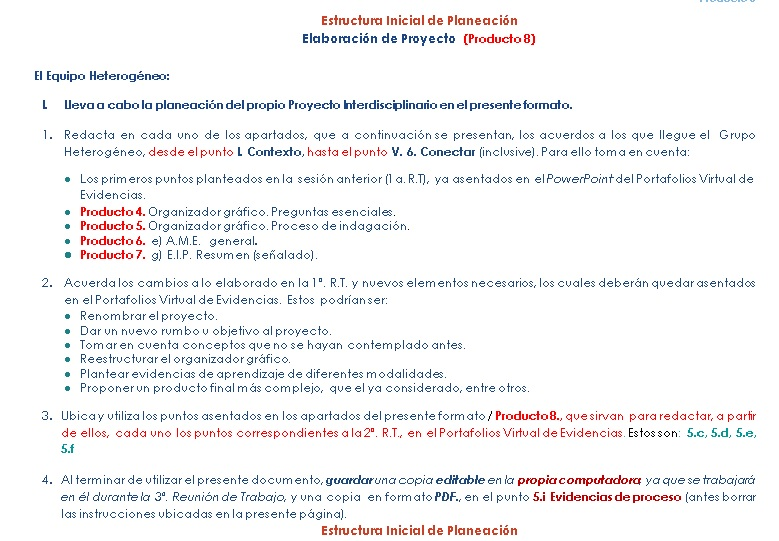 Estructura Inicial de Planeación
Elaboración de Proyecto (Producto 8)
El Equipo Heterogéneo:
I. Lleva a cabo la planeación del propio Proyecto Interdisciplinario en el presente formato.
1. Redacta en cada uno de los apartados, que a continuación se presentan, los acuerdos a los que llegue el Grupo
Heterogéneo, desde el punto I. Contexto, hasta el punto V. 6. Conectar (inclusive). Para ello toma en cuenta:
● Los primeros puntos planteados en la sesión anterior (1 a. R.T), ya asentados en el PowerPoint del Portafolios Virtual de
Evidencias.
● Producto 4. Organizador gráfico. Preguntas esenciales.
● Producto 5. Organizador gráfico. Proceso de indagación.
● Producto 6. e) A.M.E. general.
● Producto 7. g) E.I.P. Resumen (señalado).
2. Acuerda los cambios a lo elaborado en la 1ª. R.T. y nuevos elementos necesarios, los cuales deberán quedar asentados
en el Portafolios Virtual de Evidencias. Estos podrían ser:
● Renombrar el proyecto.
● Dar un nuevo rumbo u objetivo al proyecto.
● Tomar en cuenta conceptos que no se hayan contemplado antes.
● Reestructurar el organizador gráfico.
● Plantear evidencias de aprendizaje de diferentes modalidades.
● Proponer un producto final más complejo, que el ya considerado, entre otros.
3. Ubica y utiliza los puntos asentados en los apartados del presente formato / Producto 8., que sirvan para redactar, a partir
de ellos, cada uno los puntos correspondientes a la 2ª. R.T., en el Portafolios Virtual de Evidencias. Estos son: 5.c, 5.d, 5.e,
5.f
4. Al terminar de utilizar el presente documento, guardar una copia editable en la propia computadora; ya que se trabajará
en él durante la 3ª. Reunión de Trabajo, y una copia en formato PDF., en el punto 5.i Evidencias de proceso (antes borrar
las instrucciones ubicadas en la presente página).
Estructura Inicial de Planeación